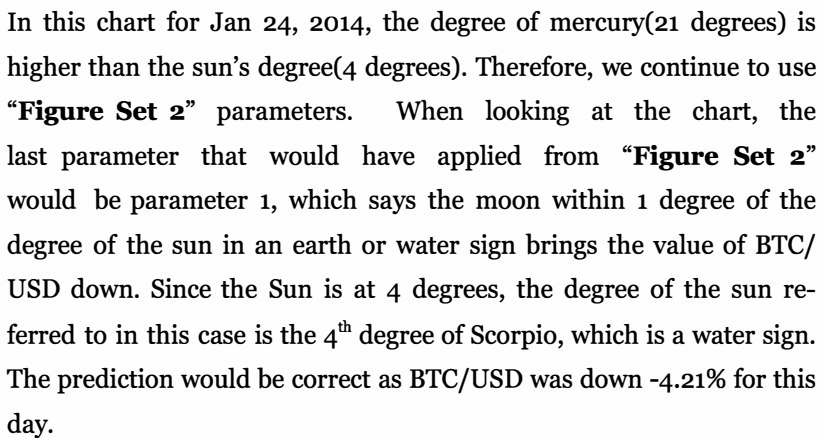 In this chart for Jan 24, 2014, the degree of mercury(21 degrees) is
higher than the sun’s degree(4 degrees). Therefore, we continue to use
“Figure Set 2” parameters. When looking at the chart, the
last parameter that would have applied from “Figure Set 2”
would be parameter 1, which says the moon within 1 degree of the
degree of the sun in an earth or water sign brings the value of BTC/
USD down. Since the Sun is at 4 degrees, the degree of the sun re-
ferred to in this case is the 4th degree of Scorpio, which is a water sign.
The prediction would be correct as BTC/USD was down -4.21% for this
day.